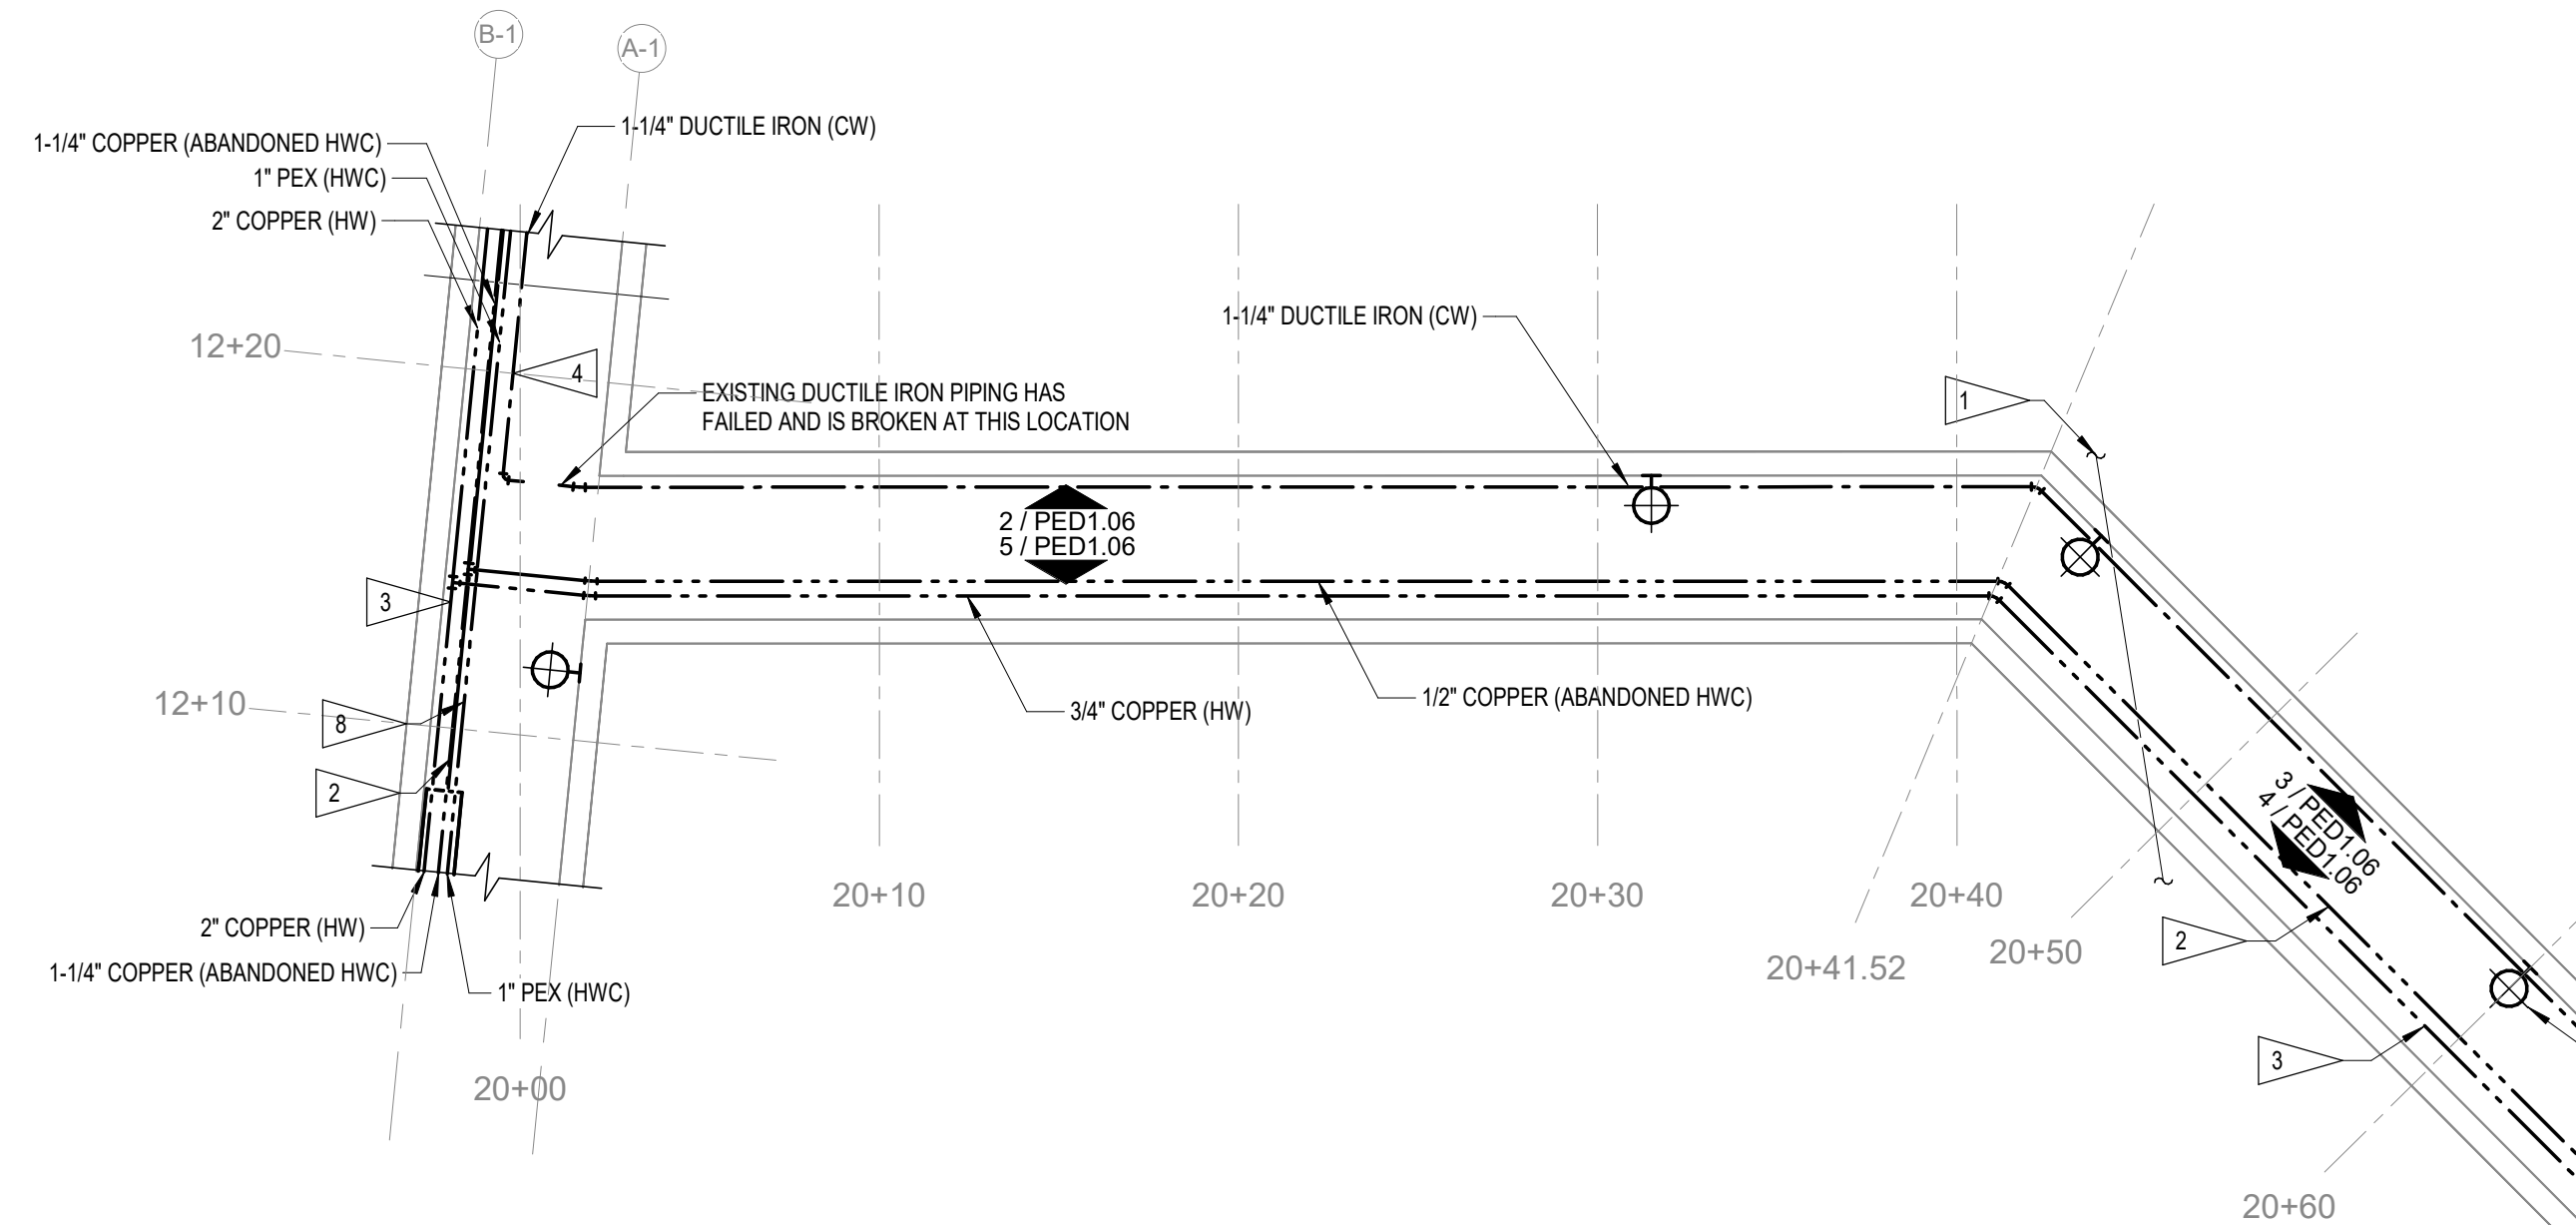 B-1
A-1
1-1/4" DUCTILE IRON (CW)
1-1/4" COPPER (ABANDONED HWC)
1" PEX (HWC)
2" COPPER (HW)
12+20
4
EXISTING DUCTILE IRON PIPING HAS
FAILED AND IS BROKEN AT THIS LOCATION
1-1/4" DUCTILE IRON (CW)
1
2 / PED1.06
5 / PED1.06
3
12+10
8
2
3/4" COPPER (HW)
1/2" COPPER (ABANDONED HWC)
3 / PED1.06
4 / PED1.06
20+10
20+20
20+30
20+40
2" COPPER (HW)
1-1/4" COPPER (ABANDONED HWC)
1" PEX (HWC)
20+41.52
20+50
2
3
20+00
20+60